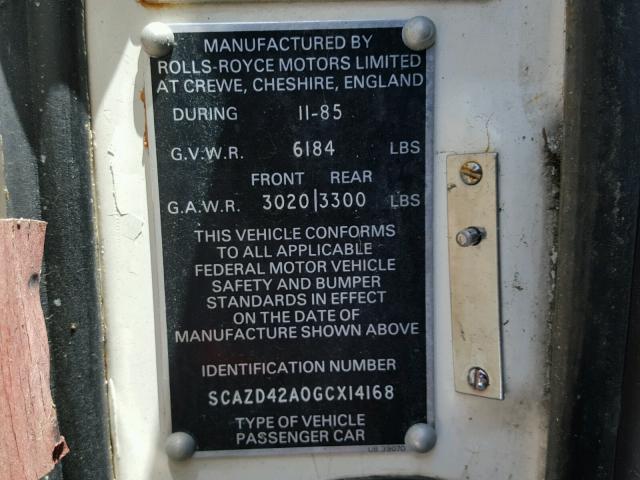 MANUFACTURED BY
ROLLS-ROYCE MOTORS LIMITED
AT CREWE, CHESHIRE, ENGLAND
DURING 11-85
G.V.W.R. 6184 LBS
FRONT REAR
G.A.W.R. 3020|3300 LBS
THIS VEHICLE CONFORMS
TO ALL APPLICABLE
FEDERAL MOTOR VEHICLE
SAFETY AND BUMPER
STANDARDS IN EFFECT
ON THE DATE OF
MANUFACTURE SHOWN ABOVE
IDENTIFICATION NUMBER
SCAZD42A0GCX14168
TYPE OF VEHICLE
PASSENGER CAR